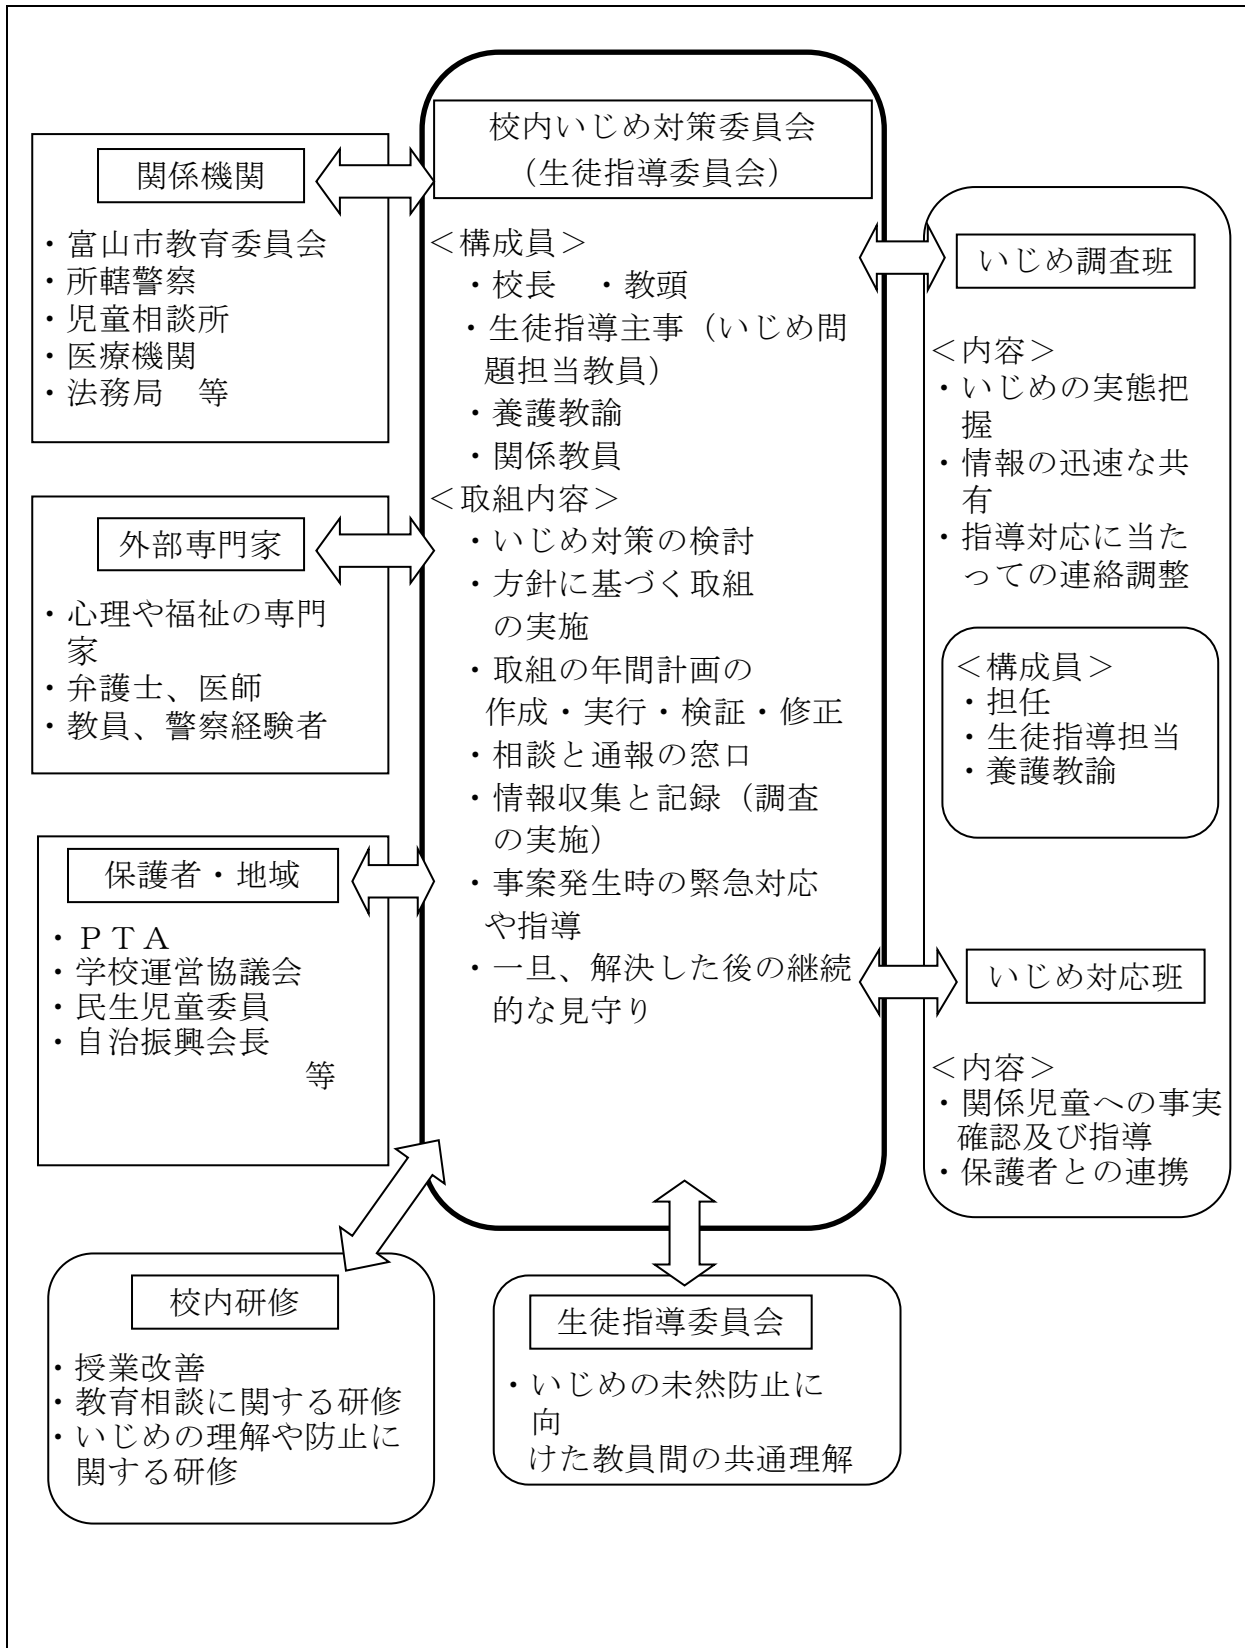 校内いじめ対策委員会
（生徒指導委員会）
＜構成員＞
・校長　・教頭
・生徒指導主事（いじめ問
題担当教員）
・養護教諭
・関係教員
＜取組内容＞
・いじめ対策の検討
・方針に基づく取組
の実施
・取組の年間計画の
作成・実行・検証・修正
・相談と通報の窓口
・情報収集と記録（調査
の実施）
・事案発生時の緊急対応
や指導
・一旦、解決した後の継続
的な見守り
関係機関
・富山市教育委員会
・所轄警察
・児童相談所
・医療機関
・法務局　等
外部専門家
・心理や福祉の専門
家
・弁護士、医師
・教員、警察経験者
保護者・地域
・ＰＴＡ
・学校運営協議会
・民生児童委員
・自治振興会長
等
いじめ調査班
＜内容＞
・いじめの実態把
握
・情報の迅速な共
有
・指導対応に当た
っての連絡調整
＜構成員＞
・担任
・生徒指導担当
・養護教諭
いじめ対応班
＜内容＞
・関係児童への事実
確認及び指導
・保護者との連携
校内研修
・授業改善
・教育相談に関する研修
・いじめの理解や防止に
関する研修
生徒指導委員会
・いじめの未然防止に
向
けた教員間の共通理解